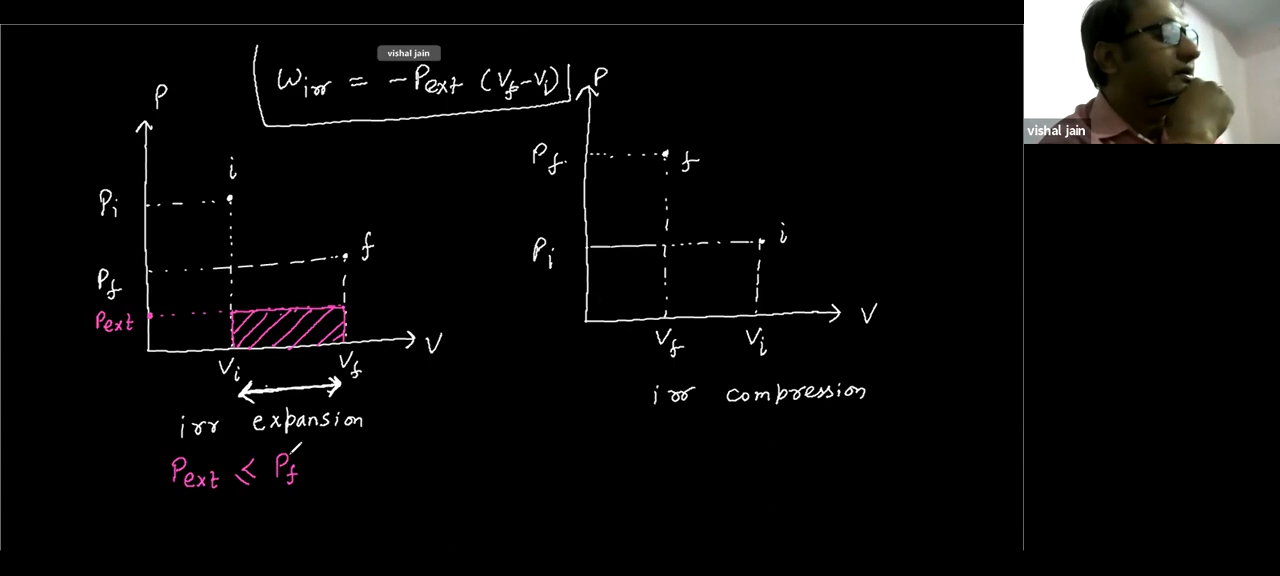 vishal jain
W_irr = -P_ext (V_f - V_i)
P
i
P_i
f
P_f
P_ext
V
V_i
V_f
irr expansion
P_ext ≤ P_f
P
P_f
f
P_i
i
V
V_f
V_i
irr compression
vishal jain